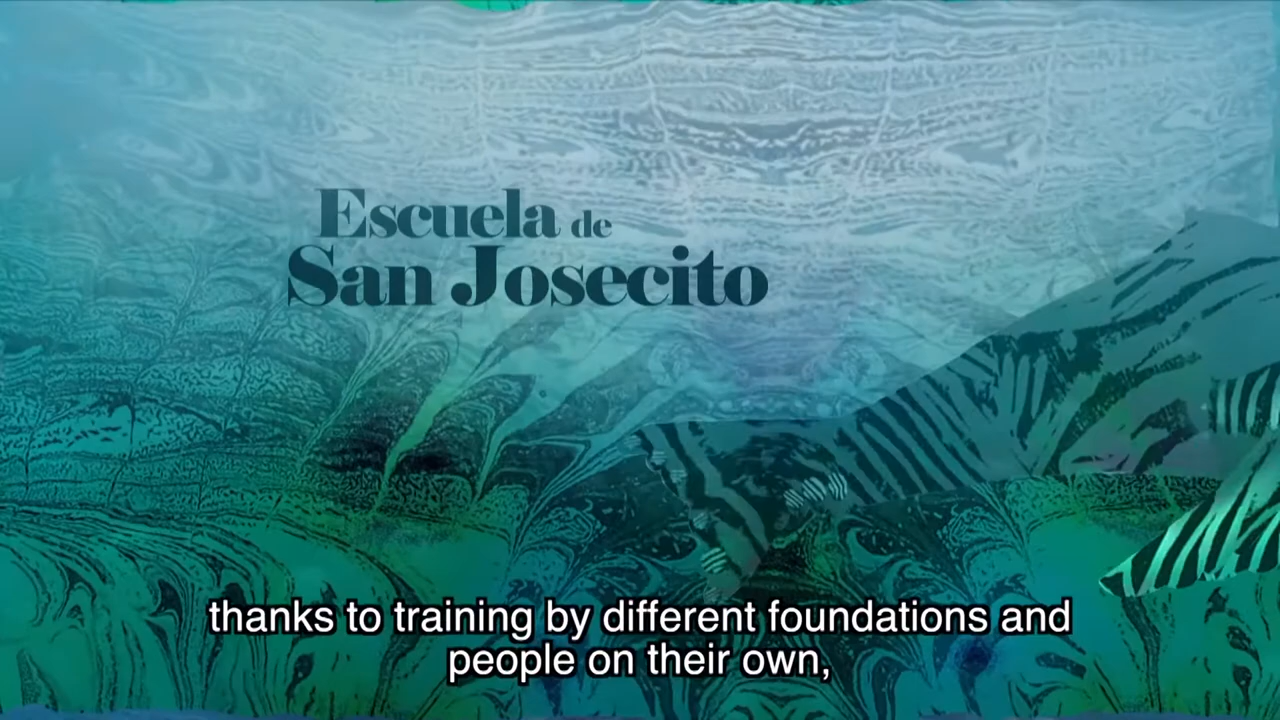 Escuela de
San Josecito
thanks to training by different foundations and
people on their own,